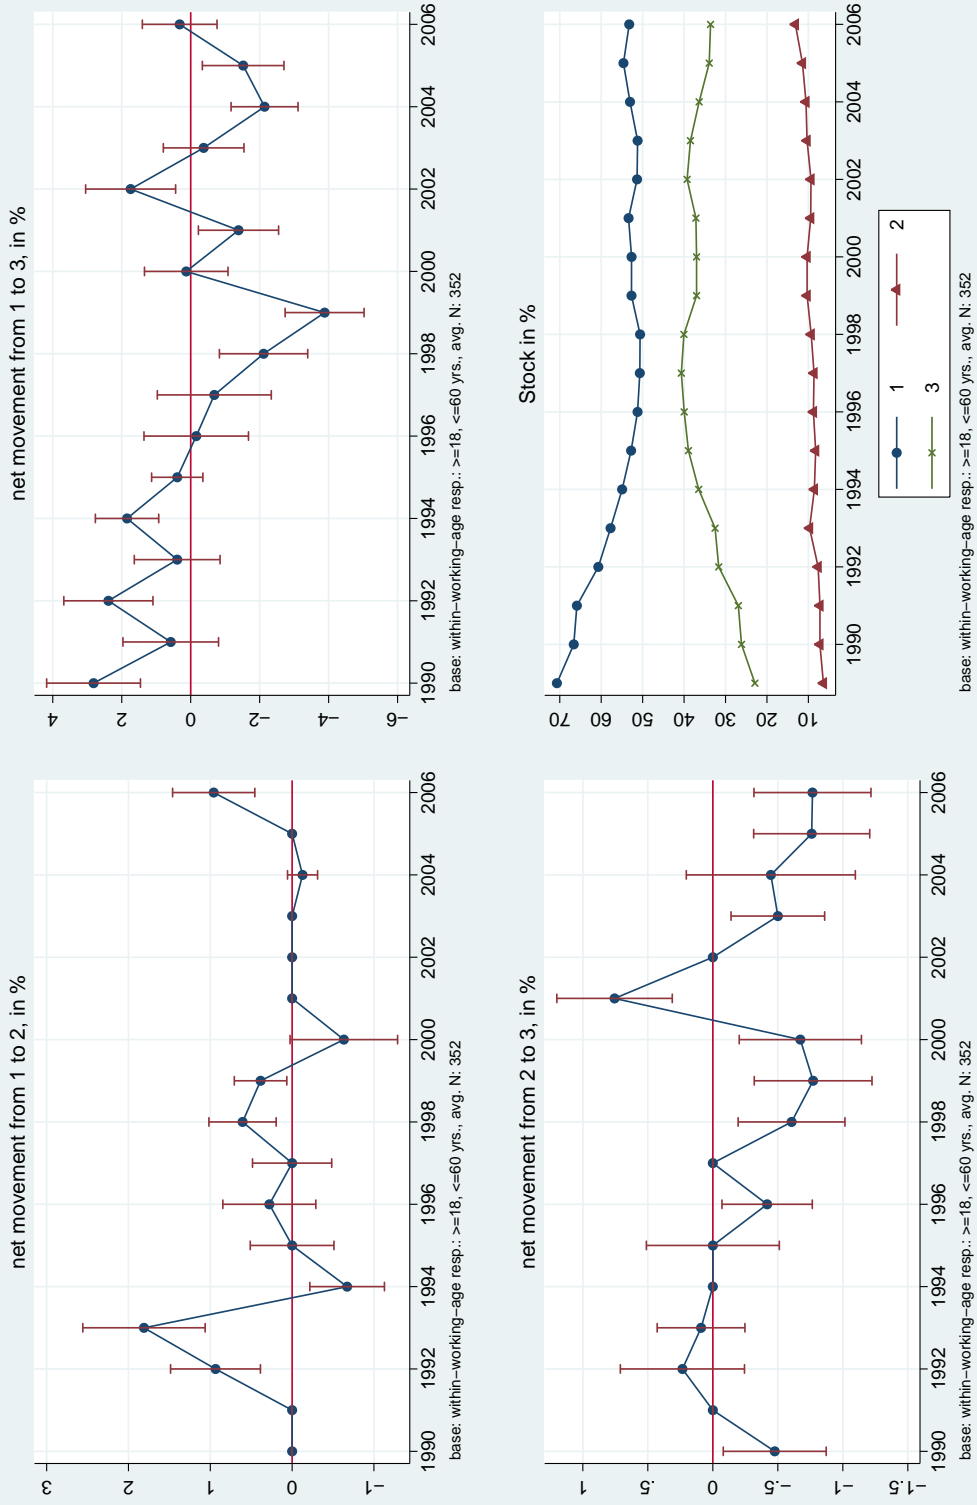 net movement from 1 to 2, in %
3
2
1
0
−1
1990 1992 1994 1996 1998 2000 2002 2004 2006
base: within−working−age resp.: >=18, <=60 yrs., avg. N: 352
net movement from 1 to 3, in %
4
2
0
−2
−4
−6
1990 1992 1994 1996 1998 2000 2002 2004 2006
base: within−working−age resp.: >=18, <=60 yrs., avg. N: 352
net movement from 2 to 3, in %
1
.5
0
−.5
−1
−1.5
1990 1992 1994 1996 1998 2000 2002 2004 2006
base: within−working−age resp.: >=18, <=60 yrs., avg. N: 352
Stock in %
70
60
50
40
30
20
10
1990 1992 1994 1996 1998 2000 2002 2004 2006
1 2
3
base: within−working−age resp.: >=18, <=60 yrs., avg. N: 352